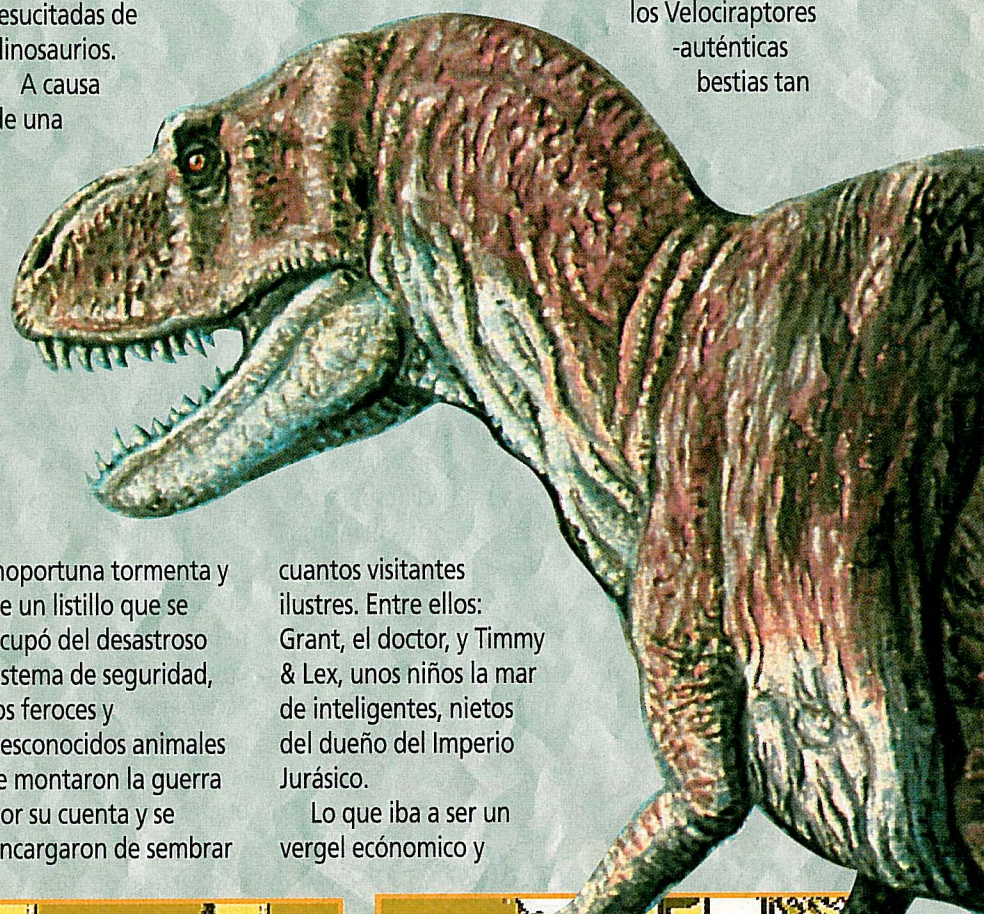 esucitadas de
linosaurios.
A causa
de una
noportuna tormenta y
e un listillo que se
cupó del desastroso
stema de seguridad,
os feroces y
esconocidos animales
e montaron la guerra
or su cuenta y se
ncargaron de sembrar
cuantos visitantes
ilustres. Entre ellos:
Grant, el doctor, y Timmy
& Lex, unos niños la mar
de inteligentes, nietos
del dueño del Imperio
Jurásico.
Lo que iba a ser un
vergel ecónomico y
los Velociraptores
-auténticas
bestias tan